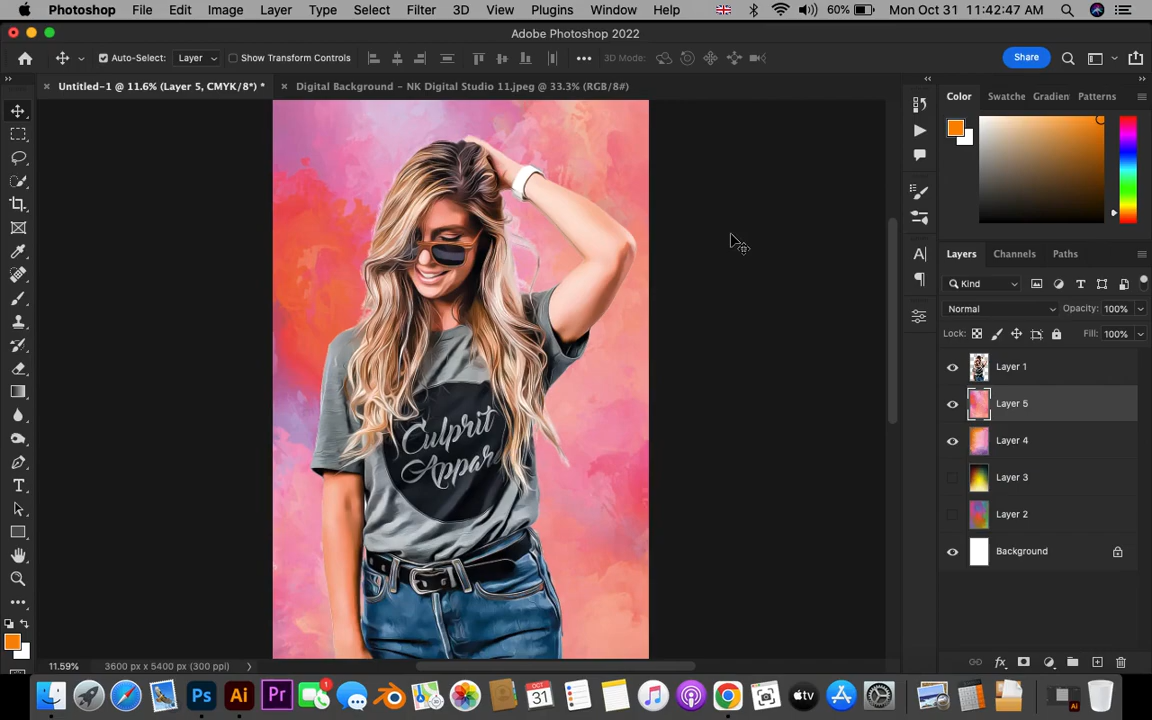 Photoshop File Edit Image Layer Type Select Filter 3D View Plugins Window Help 60% Mon Oct 31 11:42:47 AM
Adobe Photoshop 2022
Auto-Select: Layer Show Transform Controls 3D Mode: Share
Untitled-1 @ 11.6% (Layer 5, CMYK/8*) * Digital Background – NK Digital Studio 11.jpeg @ 33.3% (RGB/8#)
Color Swatche Gradien Patterns
Layers Channels Paths
Kind
Normal Opacity: 100%
Lock: Fill: 100%
Layer 1
Layer 5
Layer 4
Layer 3
Layer 2
Background
Culprit
Appare
11.59% 3600 px x 5400 px (300 ppi)
Ps Ai Pr 1 OCT 31 tv